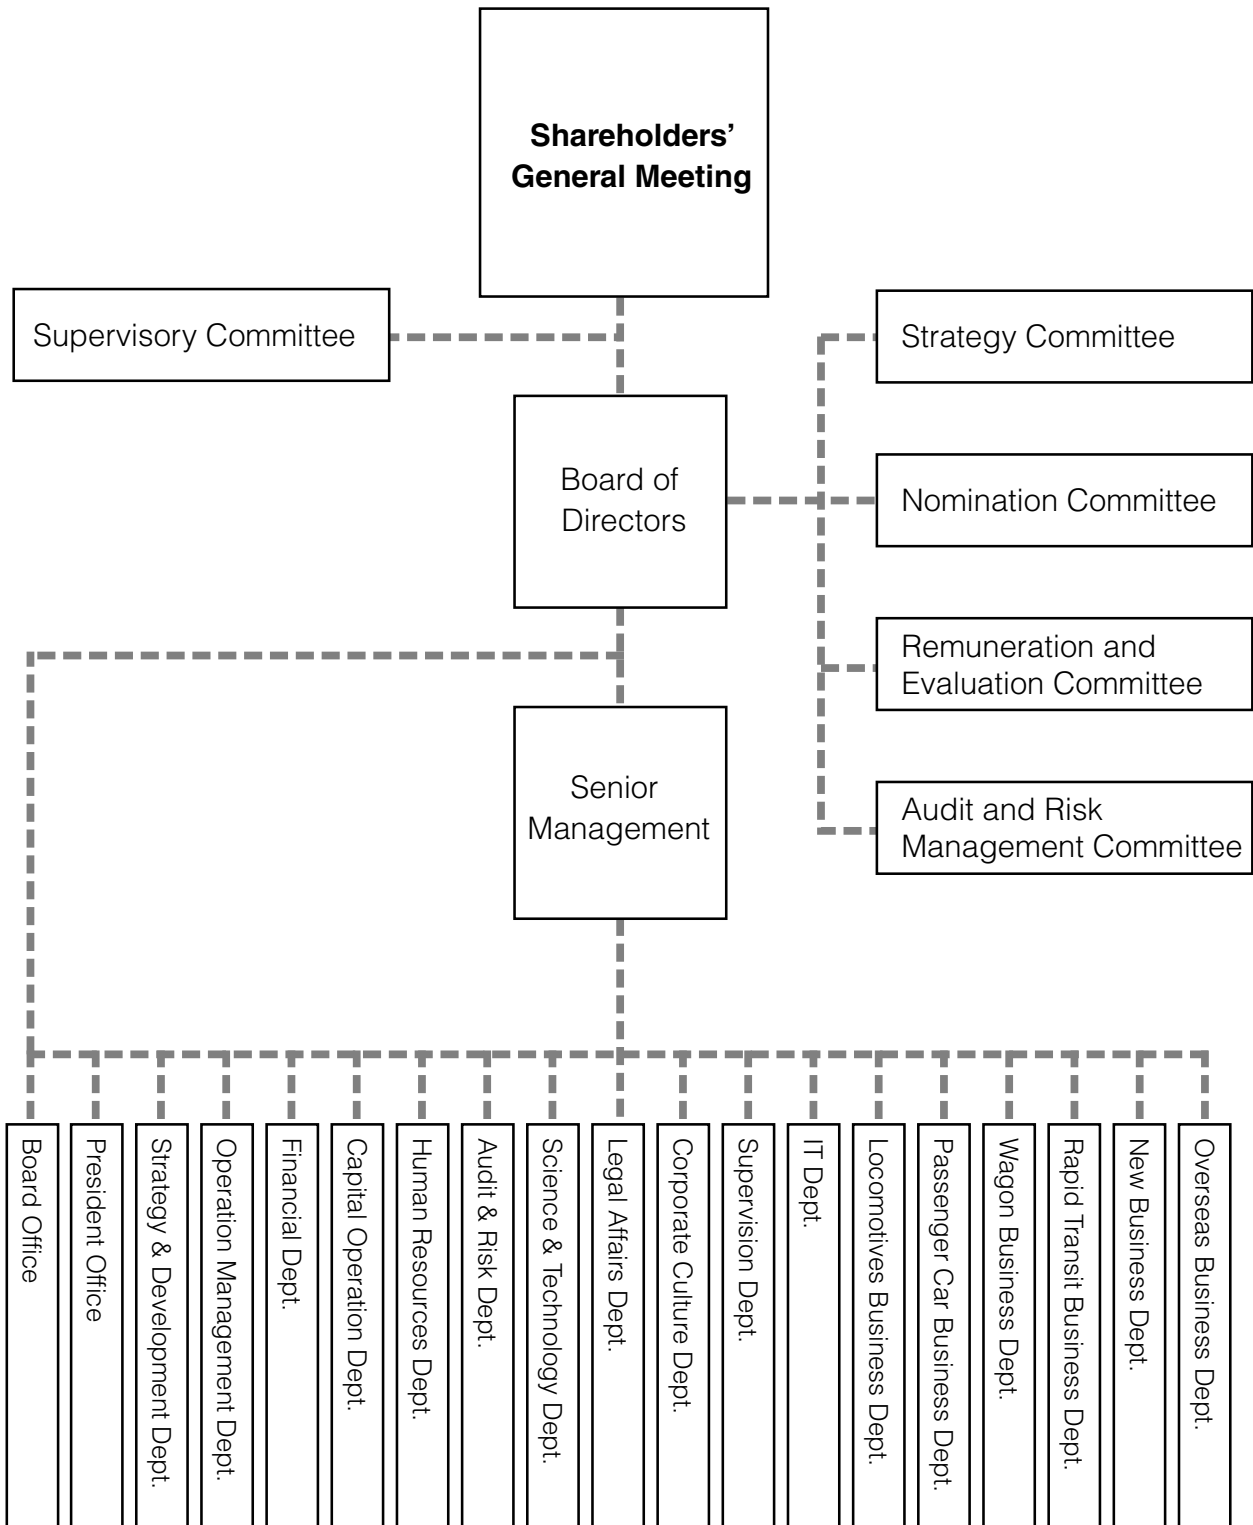 Shareholders’
General Meeting
Supervisory Committee
Strategy Committee
Board of
Directors
Nomination Committee
Remuneration and
Evaluation Committee
Senior
Management
Audit and Risk
Management Committee
Board Office
President Office
Strategy & Development Dept.
Operation Management Dept.
Financial Dept.
Capital Operation Dept.
Human Resources Dept.
Audit & Risk Dept.
Science & Technology Dept.
Legal Affairs Dept.
Corporate Culture Dept.
Supervision Dept.
IT Dept.
Locomotives Business Dept.
Passenger Car Business Dept.
Wagon Business Dept.
Rapid Transit Business Dept.
New Business Dept.
Overseas Business Dept.